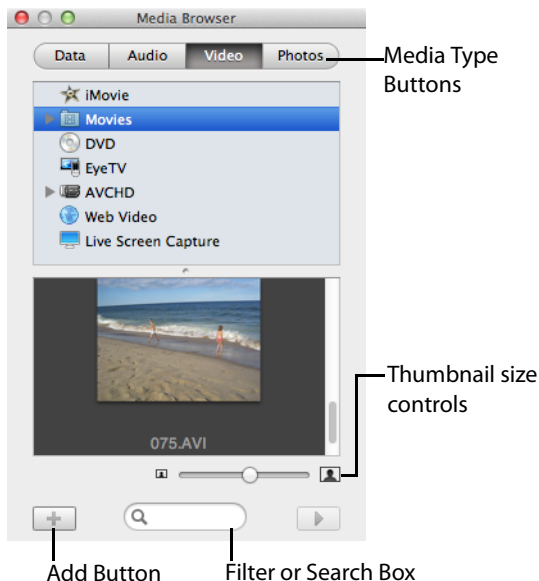 Media Browser
Data Audio Video Photos
Media Type
Buttons
iMovie
Movies
DVD
EyeTV
AVCHD
Web Video
Live Screen Capture
Thumbnail size
controls
075.AVI
Add Button
Filter or Search Box